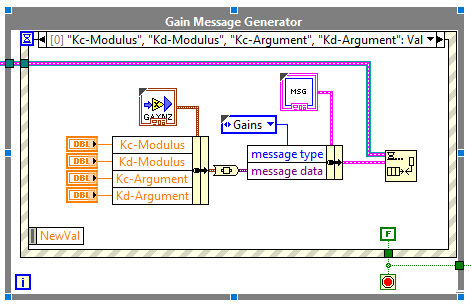 Gain Message Generator
[0] "Kc-Modulus", "Kd-Modulus", "Kc-Argument", "Kd-Argument": Val
GAYNZ
MSG
Gains
DBL Kc-Modulus
DBL Kd-Modulus
DBL Kc-Argument
DBL Kd-Argument
message type
message data
NewVal
F
i